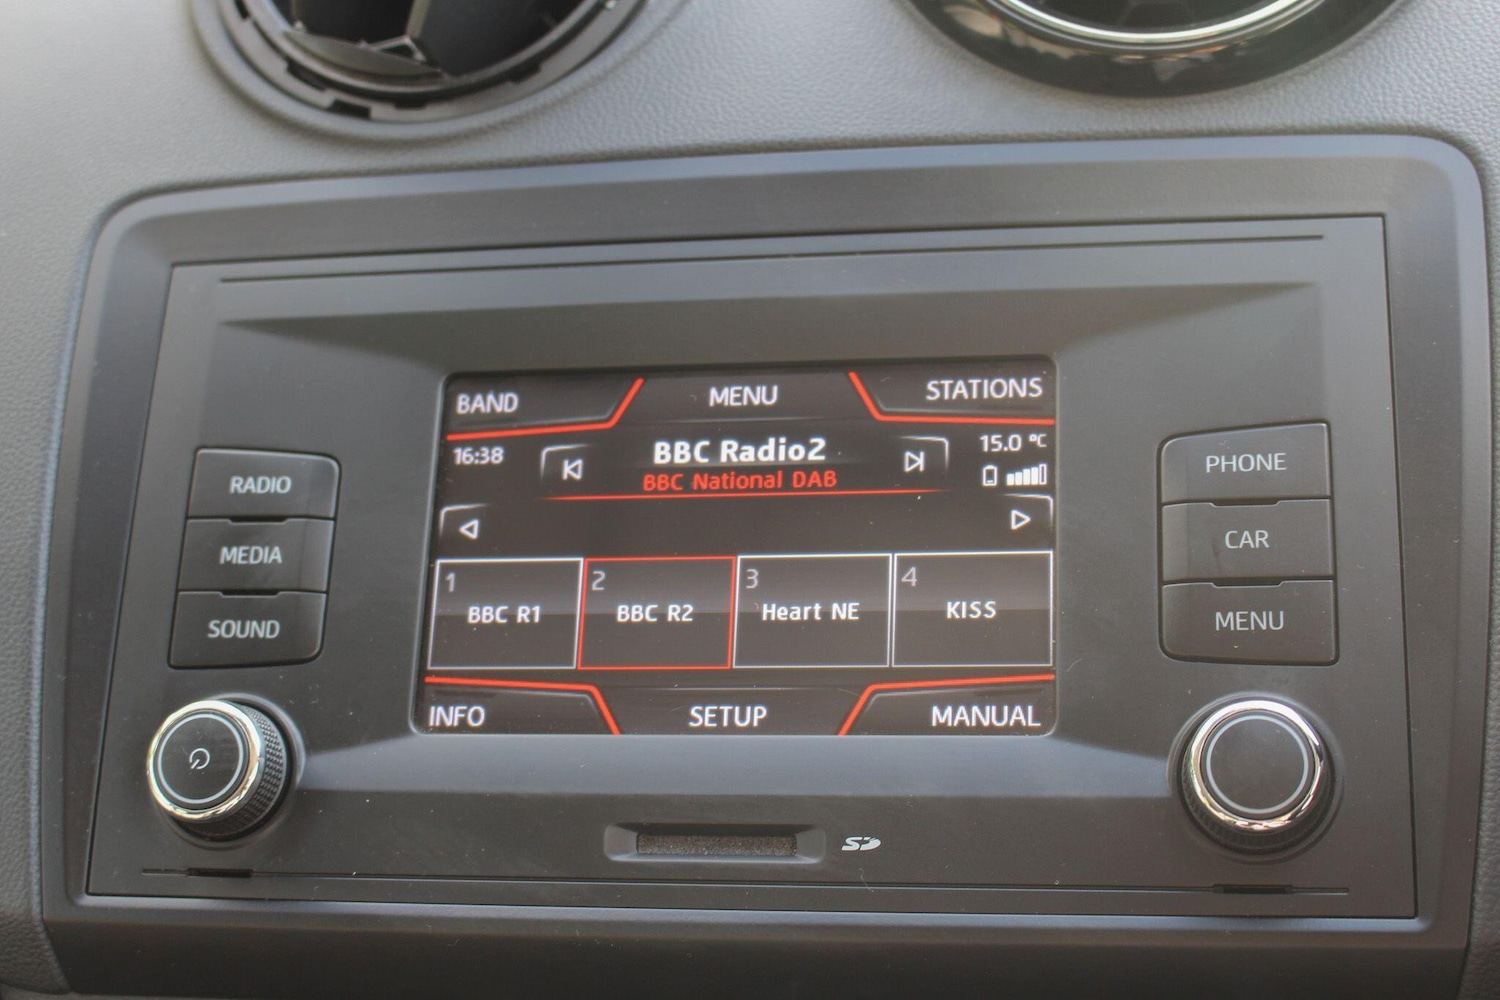 BAND MENU STATIONS
16:38 BBC Radio2 15.0 °C
BBC National DAB
1 2 3 4
BBC R1 BBC R2 Heart NE KISS
INFO SETUP MANUAL
RADIO
MEDIA
SOUND
PHONE
CAR
MENU
SD